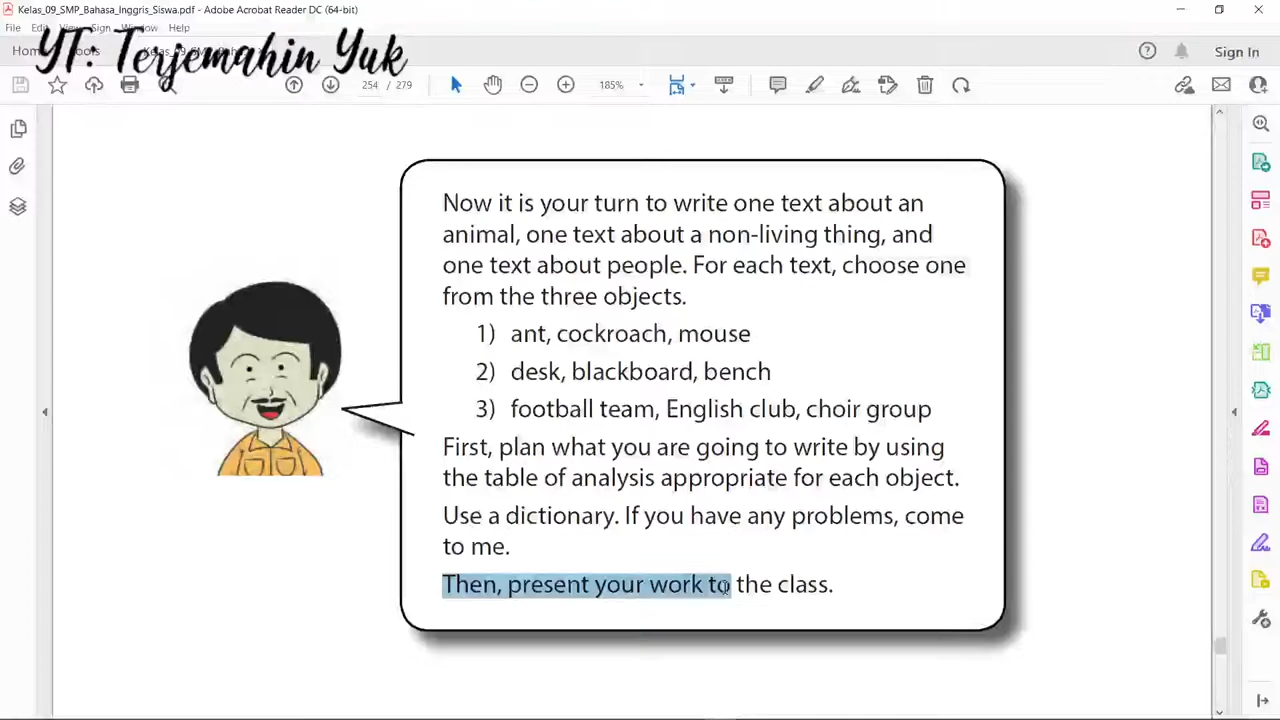 Kelas_09_SMP_Bahasa_Inggris_Siswa.pdf - Adobe Acrobat Reader DC (64-bit)
File Edit View Sign Window Help
YT: Terjemahin Yuk
Sign In
254 / 279
185%
Now it is your turn to write one text about an
animal, one text about a non-living thing, and
one text about people. For each text, choose one
from the three objects.
1) ant, cockroach, mouse
2) desk, blackboard, bench
3) football team, English club, choir group
First, plan what you are going to write by using
the table of analysis appropriate for each object.
Use a dictionary. If you have any problems, come
to me.
Then, present your work to the class.